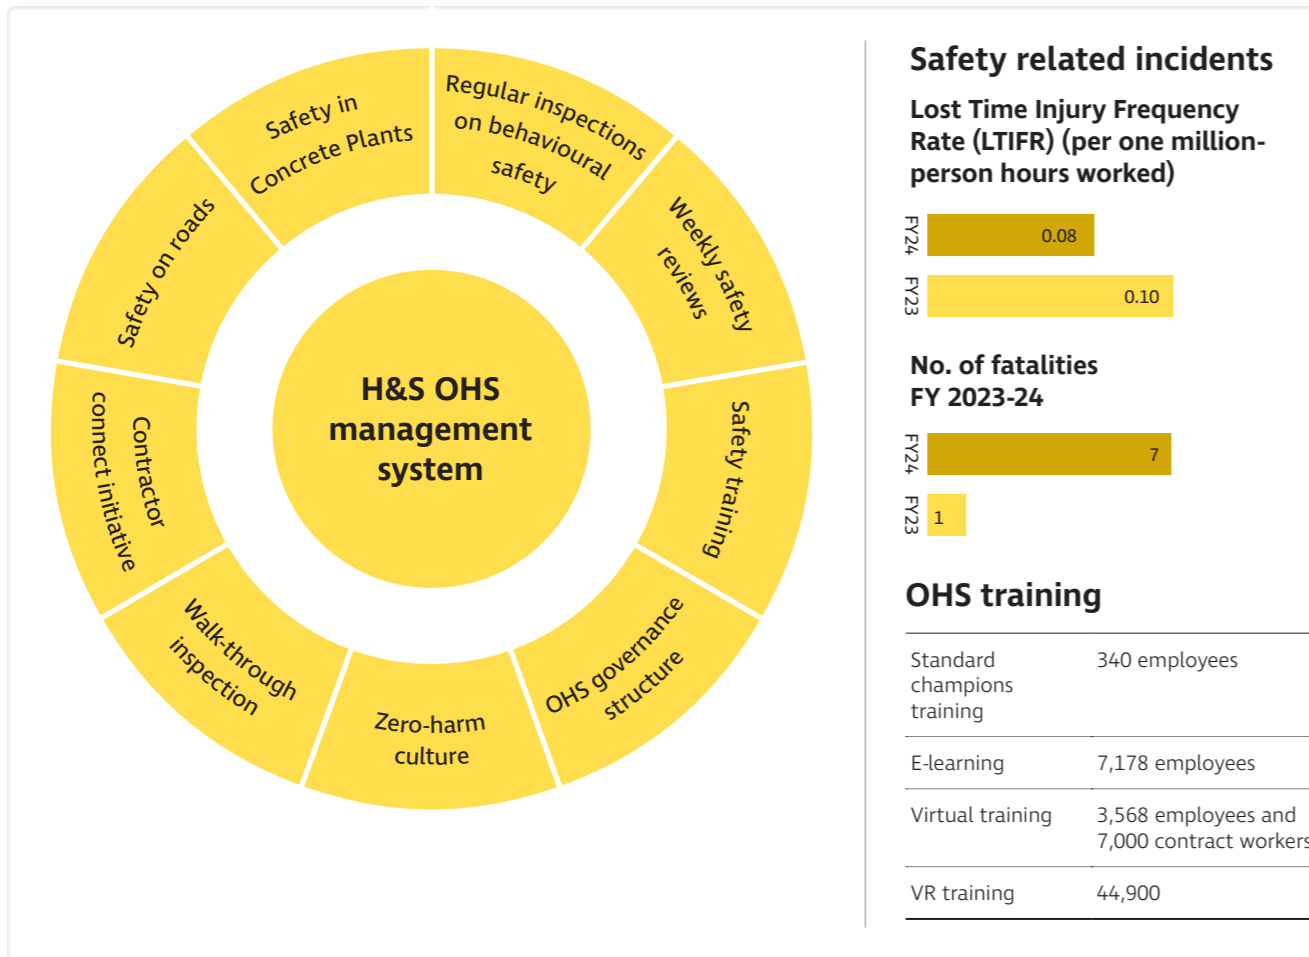 Regular inspections
on behavioural
safety
Weekly safety
reviews
Safety training
OHS governance
structure
Zero-harm
culture
Walk-through
inspection
Contractor
connect initiative
Safety on roads
Safety in
Concrete Plants
H&S OHS
management
system
Safety related incidents
Lost Time Injury Frequency
Rate (LTIFR) (per one million-
person hours worked)
FY24 0.08
FY23 0.10
No. of fatalities
FY 2023-24
FY24 7
FY23 1
OHS training
Standard 340 employees
champions
training
E-learning 7,178 employees
Virtual training 3,568 employees and
7,000 contract workers
VR training 44,900